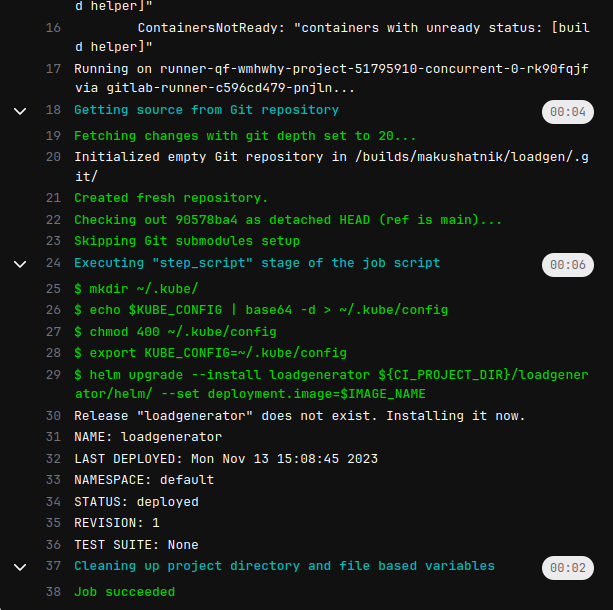 d helper]"
16 ContainersNotReady: "containers with unready status: [buil
d helper]"
17 Running on runner-qf-wmhwhy-project-51795910-concurrent-0-rk90fqjf
via gitlab-runner-c596cd479-pnjln...
18 Getting source from Git repository 00:04
19 Fetching changes with git depth set to 20...
20 Initialized empty Git repository in /builds/makushatnik/loadgen/.g
it/
21 Created fresh repository.
22 Checking out 90578ba4 as detached HEAD (ref is main)...
23 Skipping Git submodules setup
24 Executing "step_script" stage of the job script 00:06
25 $ mkdir ~/.kube/
26 $ echo $KUBE_CONFIG | base64 -d > ~/.kube/config
27 $ chmod 400 ~/.kube/config
28 $ export KUBE_CONFIG=~/.kube/config
29 $ helm upgrade --install loadgenerator ${CI_PROJECT_DIR}/loadgener
ator/helm/ --set deployment.image=$IMAGE_NAME
30 Release "loadgenerator" does not exist. Installing it now.
31 NAME: loadgenerator
32 LAST DEPLOYED: Mon Nov 13 15:08:45 2023
33 NAMESPACE: default
34 STATUS: deployed
35 REVISION: 1
36 TEST SUITE: None
37 Cleaning up project directory and file based variables 00:02
38 Job succeeded